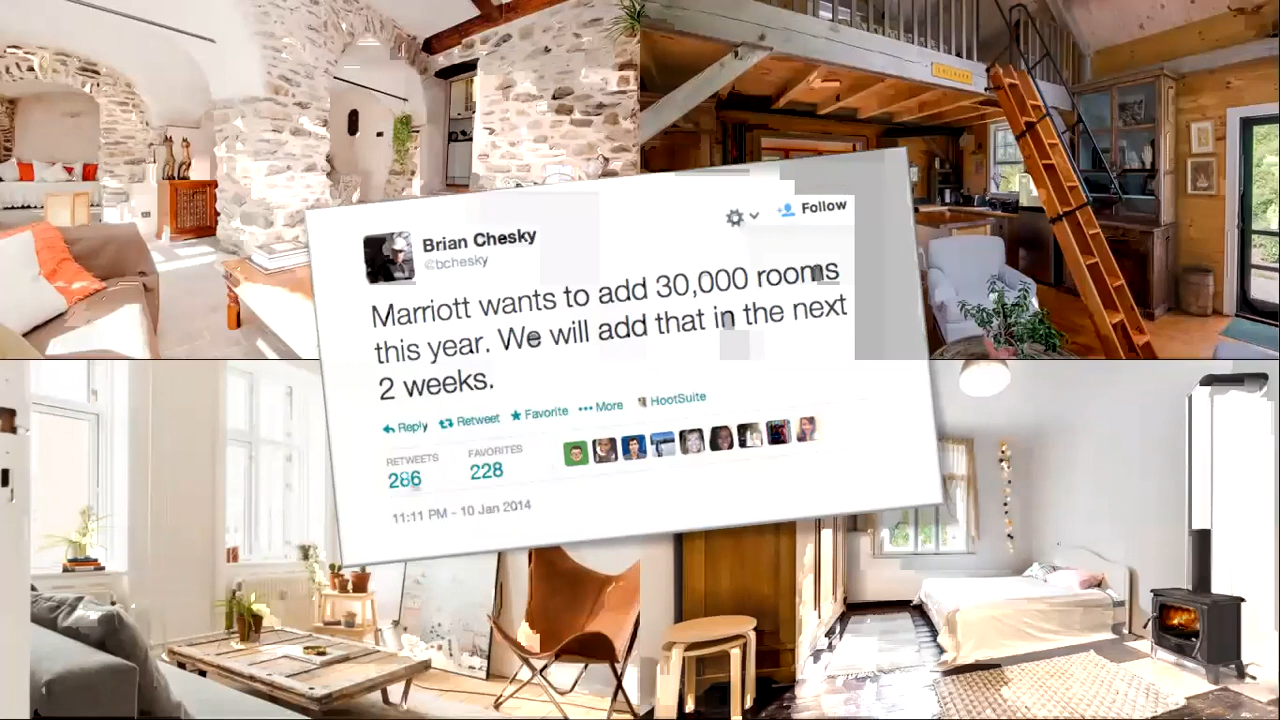 Brian Chesky
@bchesky
Follow
Marriott wants to add 30,000 rooms
this year. We will add that in the next
2 weeks.
Reply Retweet Favorite More HootSuite
RETWEETS FAVORITES
286 228
11:11 PM - 10 Jan 2014